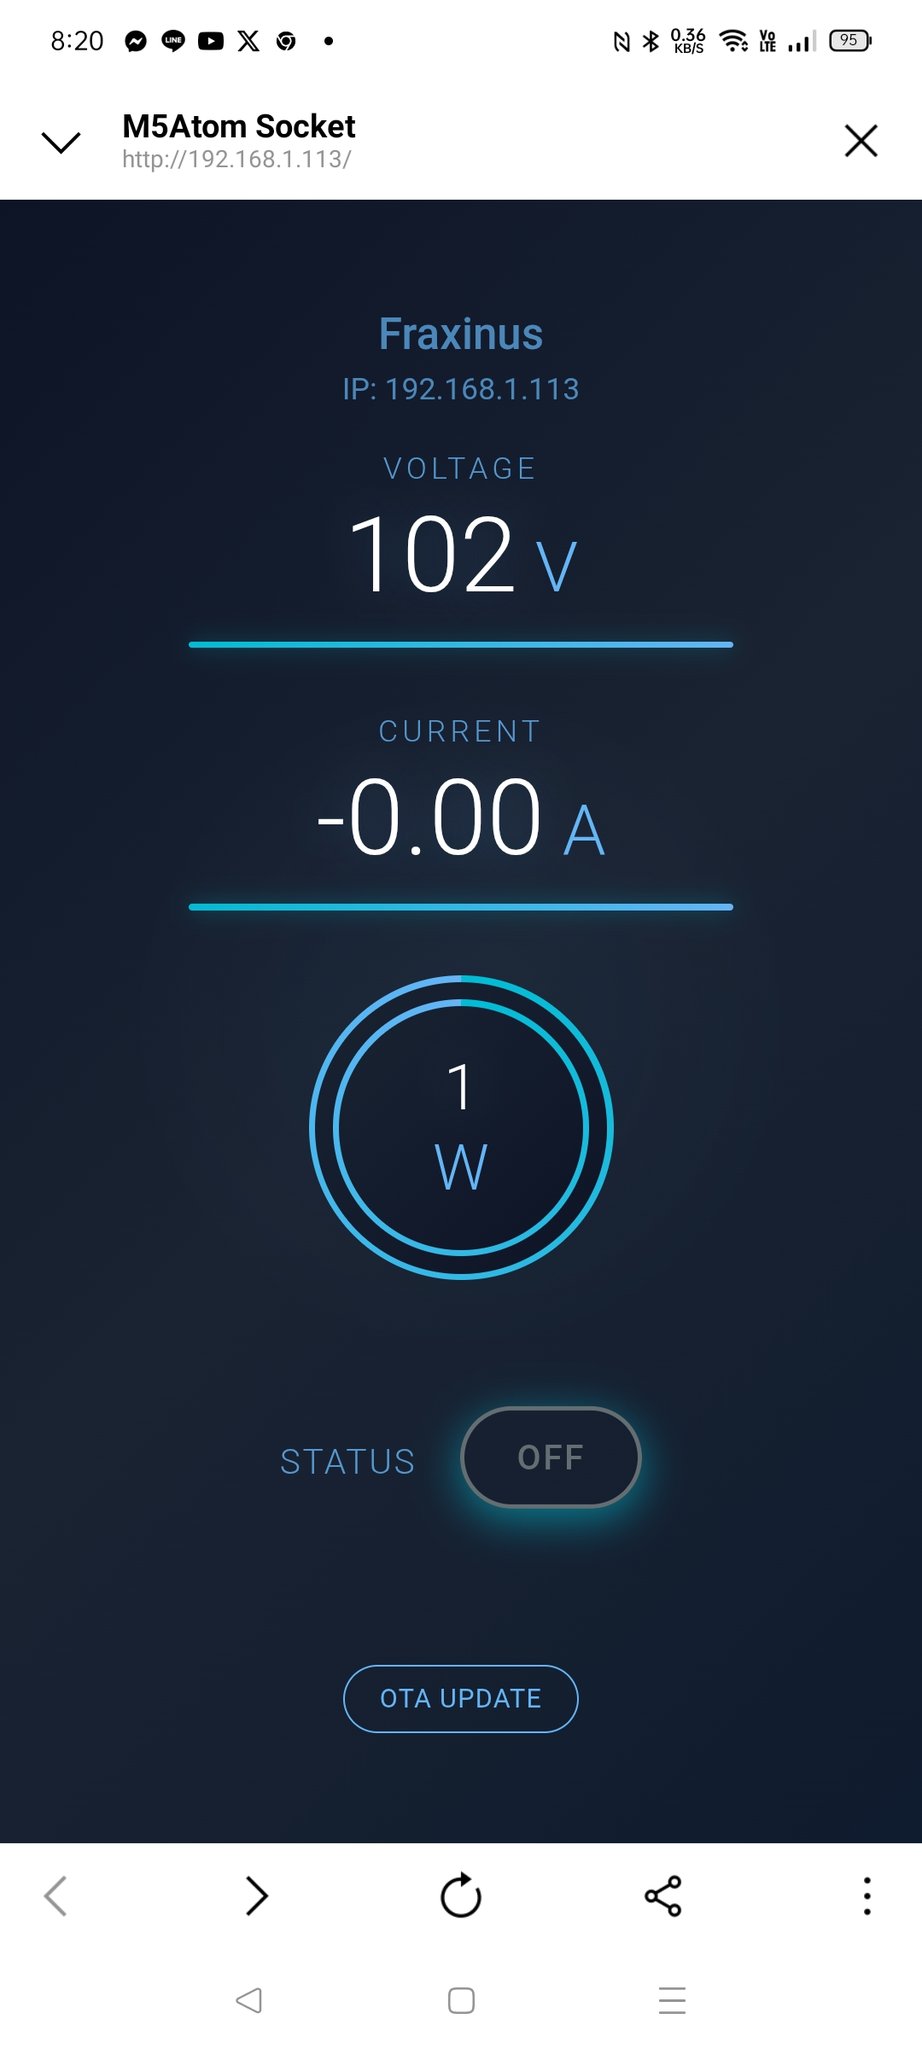 8:20
LINE
0.36
KB/S
Vo
LTE
95
M5Atom Socket
http://192.168.1.113/
Fraxinus
IP: 192.168.1.113
VOLTAGE
102 V
CURRENT
-0.00 A
1
W
STATUS OFF
OTA UPDATE